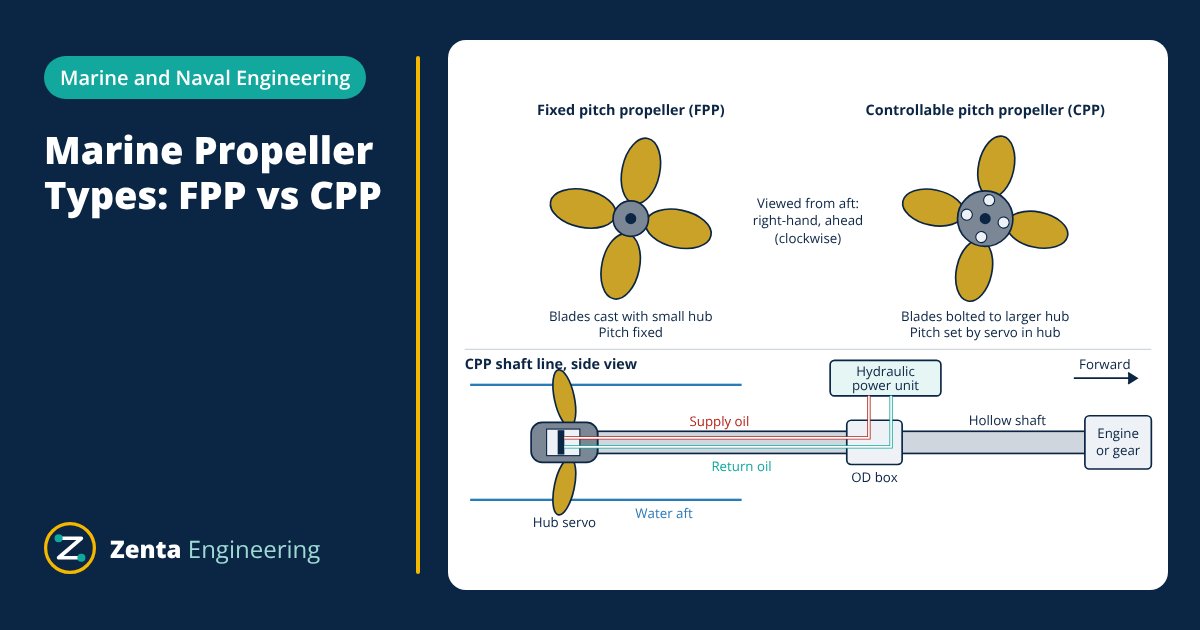 Marine and Naval Engineering
Marine Propeller
Types: FPP vs CPP
Zenta Engineering
Fixed pitch propeller (FPP)
Controllable pitch propeller (CPP)
Viewed from aft:
right-hand, ahead
(clockwise)
Blades cast with small hub
Pitch fixed
Blades bolted to larger hub
Pitch set by servo in hub
CPP shaft line, side view
Hydraulic
power unit
Forward
Supply oil
Hollow shaft
Engine
or gear
Return oil
OD box
Water aft
Hub servo